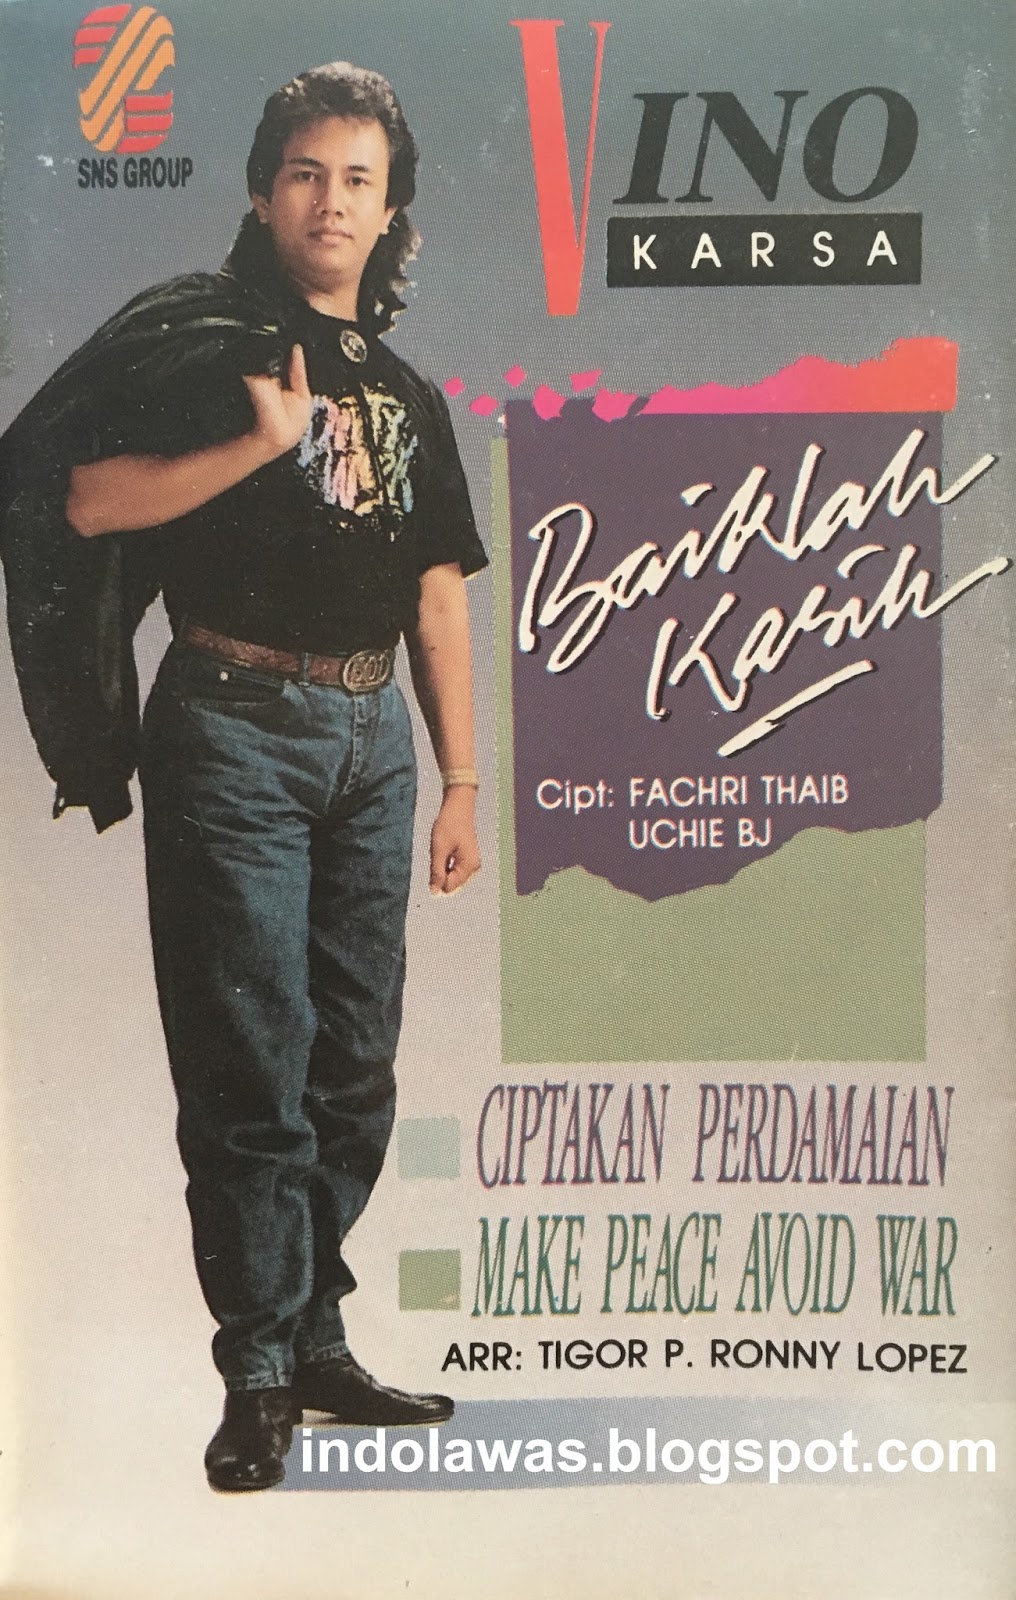 SNS GROUP
VINO
KARSA
Baiklah
Kasih
Cipt: FACHRI THAIB
UCHIE BJ
CIPTAKAN PERDAMAIAN
MAKE PEACE AVOID WAR
ARR: TIGOR P. RONNY LOPEZ
indolawas.blogspot.com
501